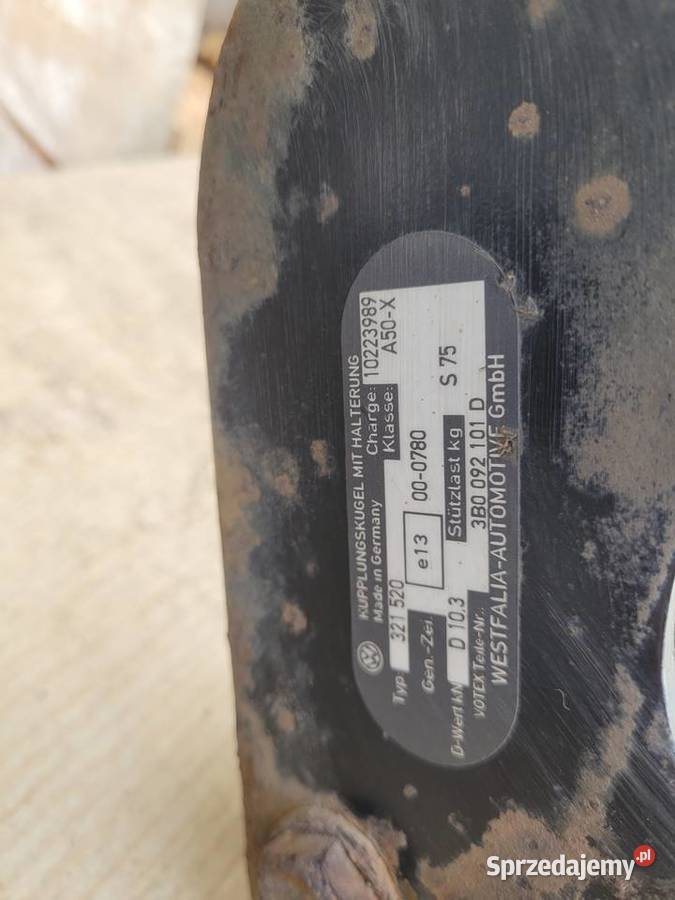 KUPPLUNGSKUGEL MIT HALTERUNG
Made in Germany Charge: 10223989
Typ 321 520 Klasse: A50-X
Gen.-Zei. e13 00-0780
D-Wert kN D 10.3 Stützlast kg S 75
VOTEX Teile-Nr.: 3B0 092 101 D
WESTFALIA-AUTOMOTIVE GmbH
Sprzedajemy.pl